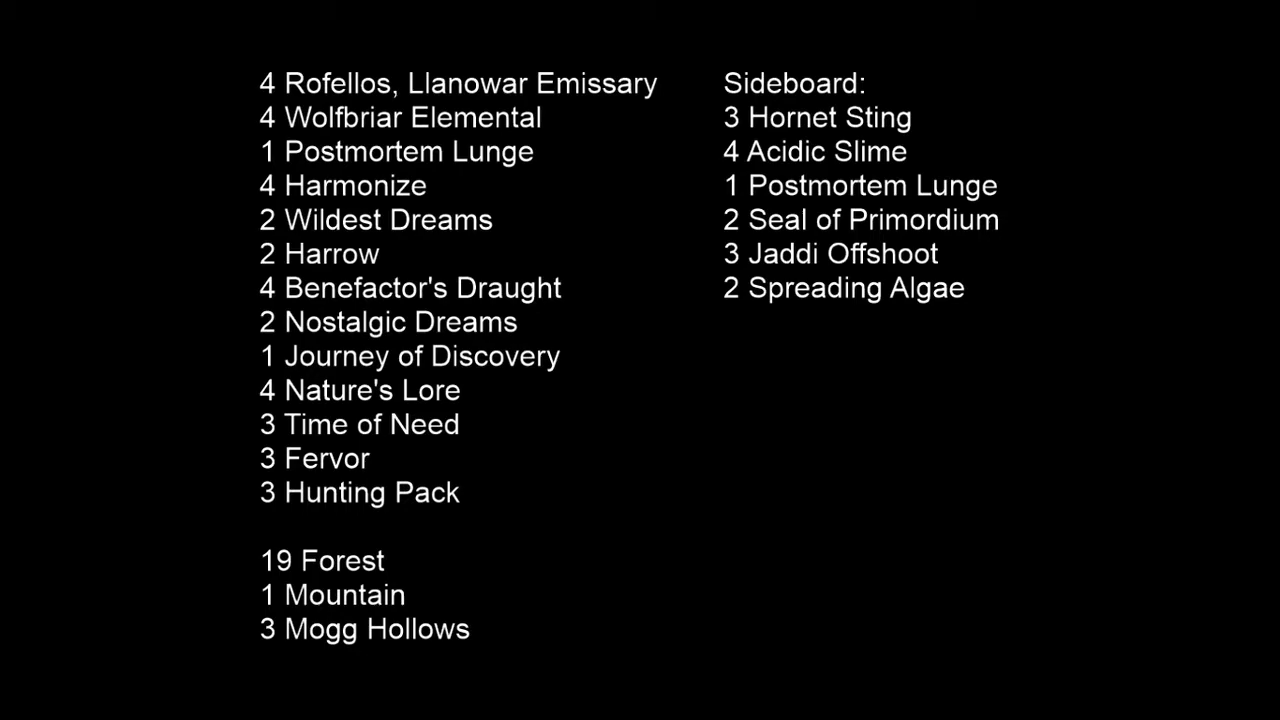 4 Rofellos, Llanowar Emissary
4 Wolfbriar Elemental
1 Postmortem Lunge
4 Harmonize
2 Wildest Dreams
2 Harrow
4 Benefactor's Draught
2 Nostalgic Dreams
1 Journey of Discovery
4 Nature's Lore
3 Time of Need
3 Fervor
3 Hunting Pack
19 Forest
1 Mountain
3 Mogg Hollows
Sideboard:
3 Hornet Sting
4 Acidic Slime
1 Postmortem Lunge
2 Seal of Primordium
3 Jaddi Offshoot
2 Spreading Algae